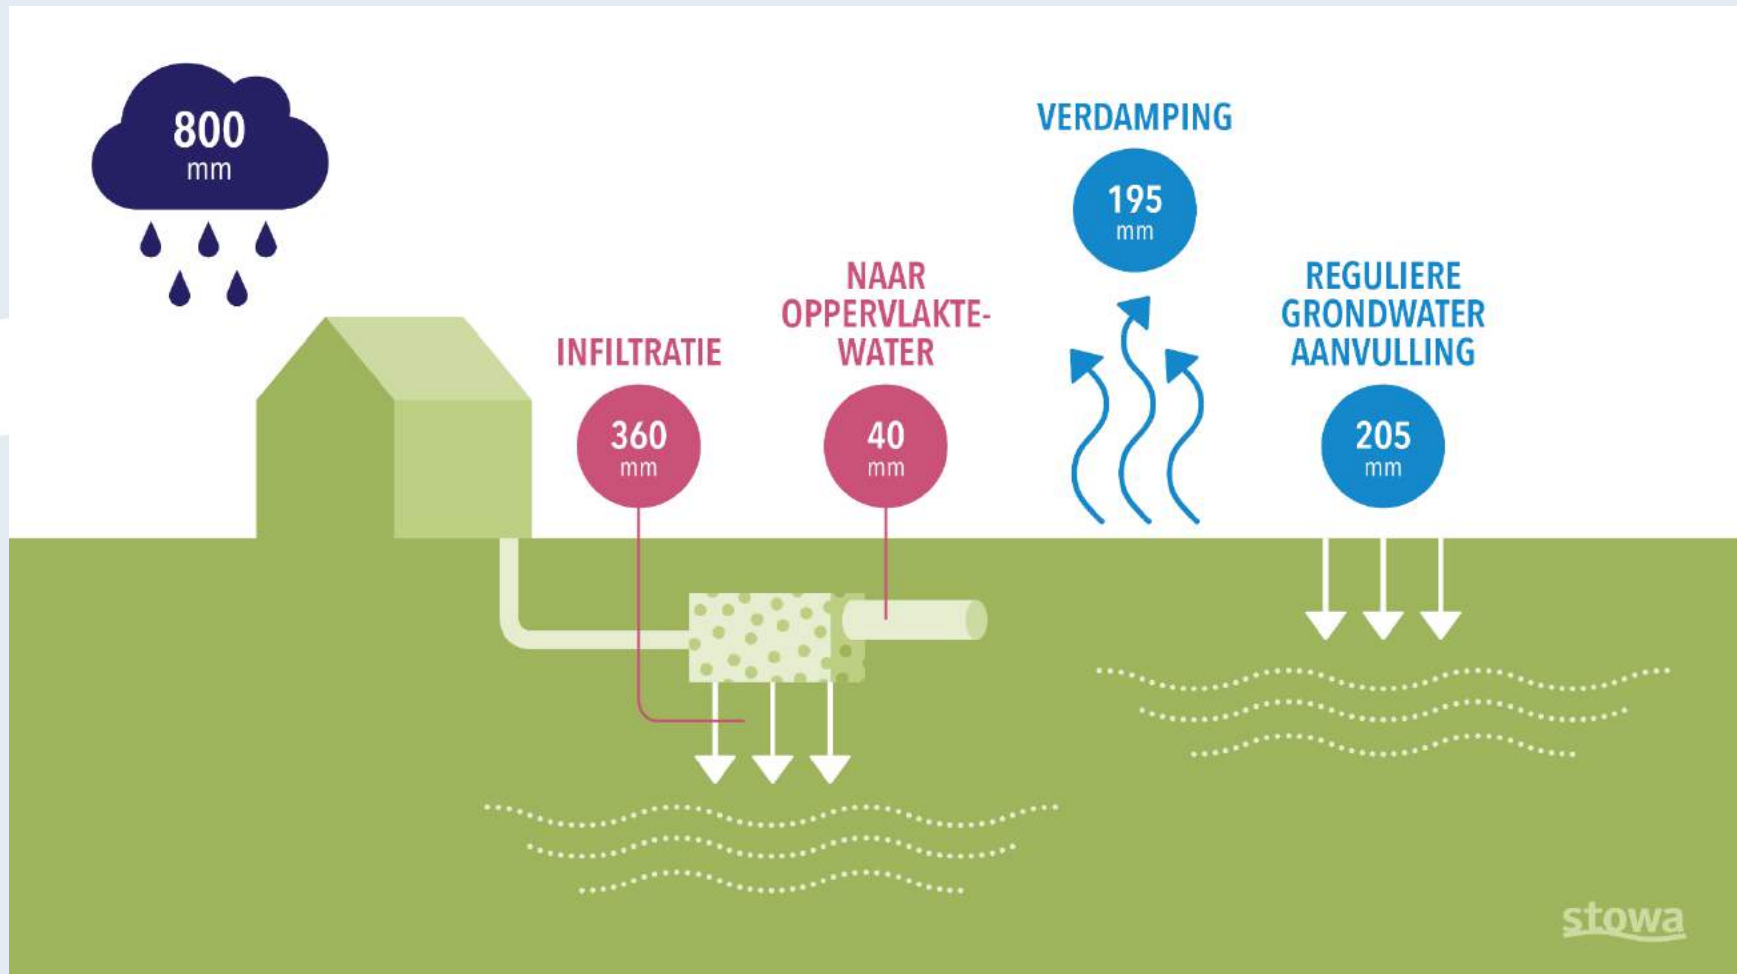 800
mm
VERDAMPING
195
mm
NAAR
OPPERVLAKTE-
WATER
40
mm
INFILTRATIE
360
mm
REGULIERE
GRONDWATER
AANVULLING
205
mm
stowa